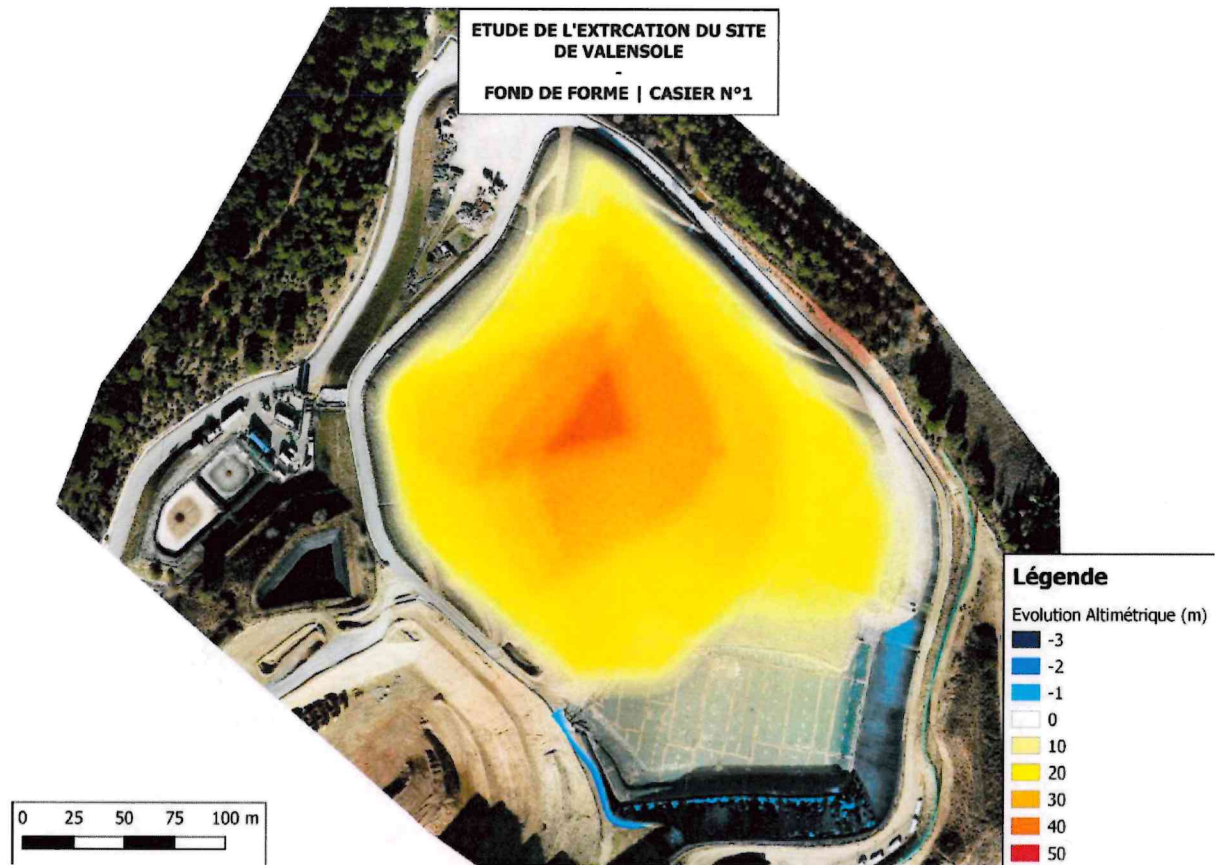 ETUDE DE L'EXTRCATION DU SITE
DE VALENSOLE
-
FOND DE FORME | CASIER N°1
Légende
Evolution Altimétrique (m)
-3
-2
-1
0
10
20
30
40
50
0 25 50 75 100 m